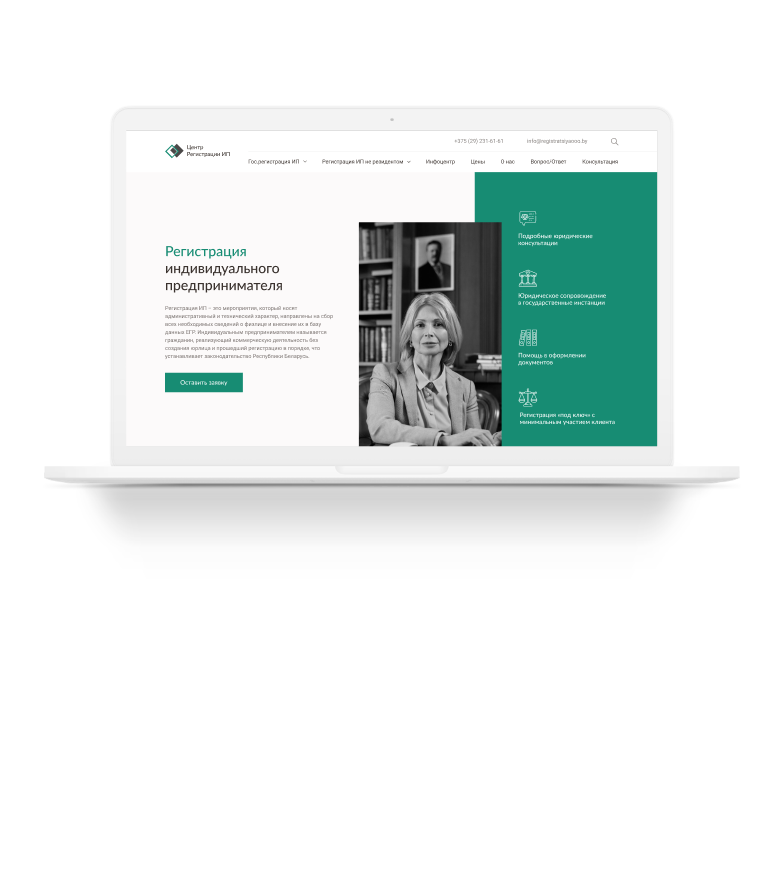 +375 (29) 231-61-61
info@registratsiyaooo.by
Центр
Регистрации ИП
Гос.регистрация ИП
Регистрация ИП не резидентом
Инфоцентр
Цены
О нас
Вопрос/Ответ
Консультация
Регистрация
индивидуального
предпринимателя
Регистрация ИП – это мероприятие, который носят
административный и технический характер, направлены на сбор
всех необходимых сведений о физлице и внесение их в базу
данных ЕГР. Индивидуальным предпринимателем называется
гражданин, реализующий коммерческую деятельность без
создания юрлица и прошедший регистрацию в порядке, что
устанавливает законодательство Республики Беларусь.
Оставить заявку
Подробные юридические
консультации
Юридическое сопровождение
в государственные инстанции
Помощь в оформлении
документов
Регистрация «под ключ» с
минимальным участием клиента